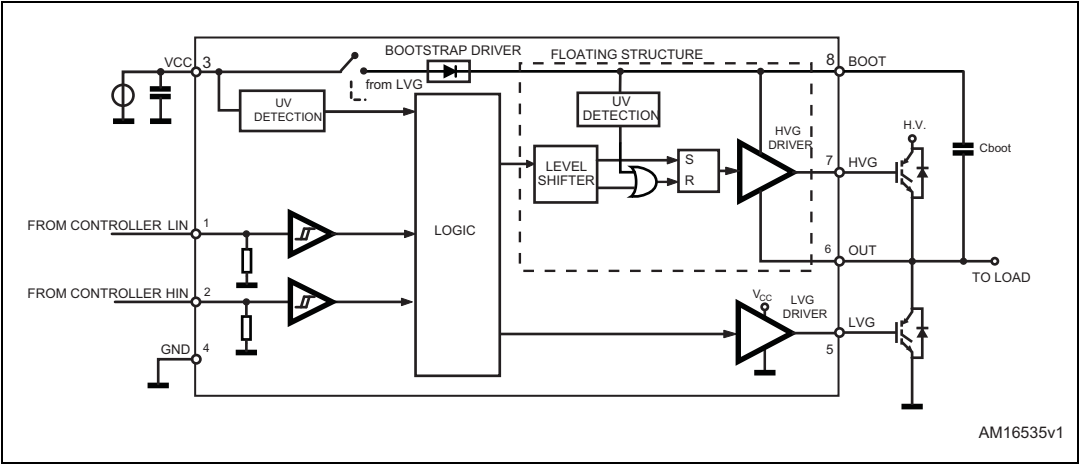 BOOTSTRAP DRIVER
FLOATING STRUCTURE
VCC
3
8
BOOT
from LVG
UV
DETECTION
UV
DETECTION
H.V.
Cboot
HVG
DRIVER
7
HVG
LEVEL
SHIFTER
S
R
FROM CONTROLLER LIN
1
LOGIC
6
OUT
TO LOAD
FROM CONTROLLER HIN
2
VCC
LVG
DRIVER
LVG
GND
4
5
AM16535v1